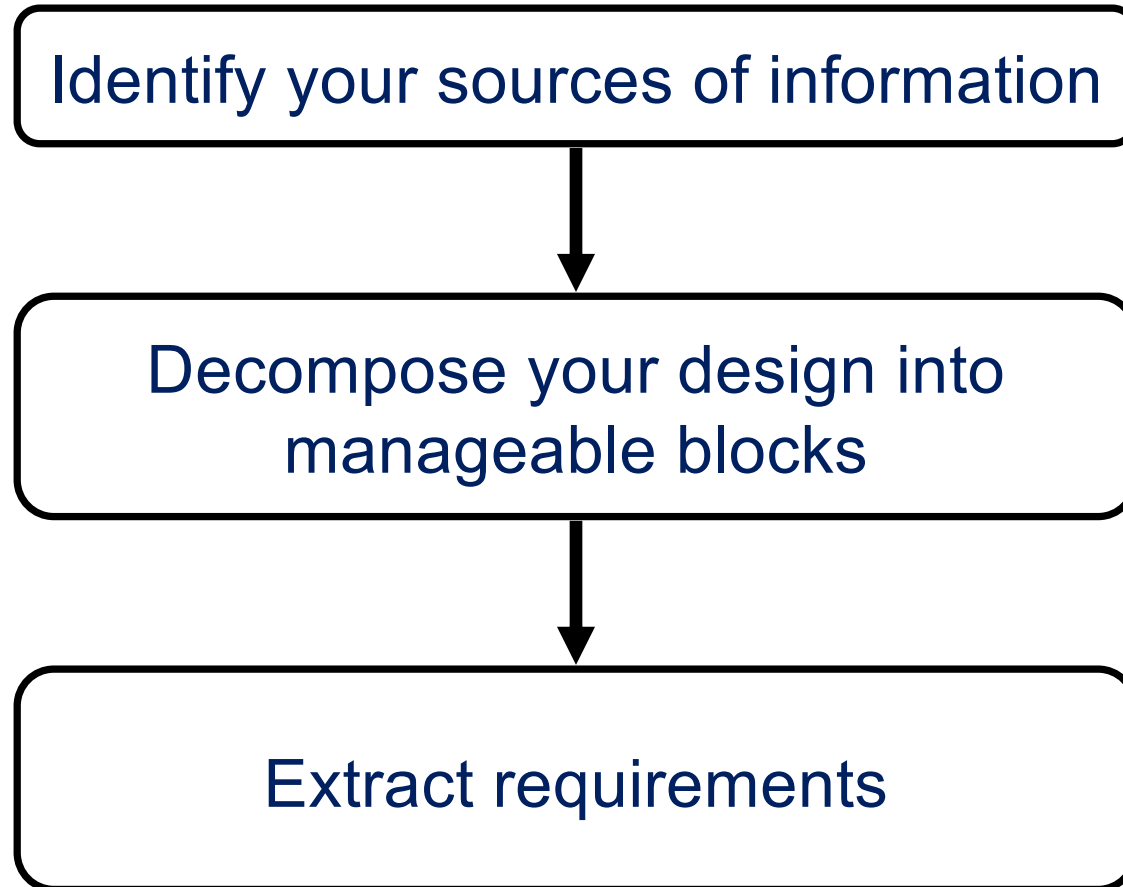 Identify your sources of information
Decompose your design into
manageable blocks
Extract requirements